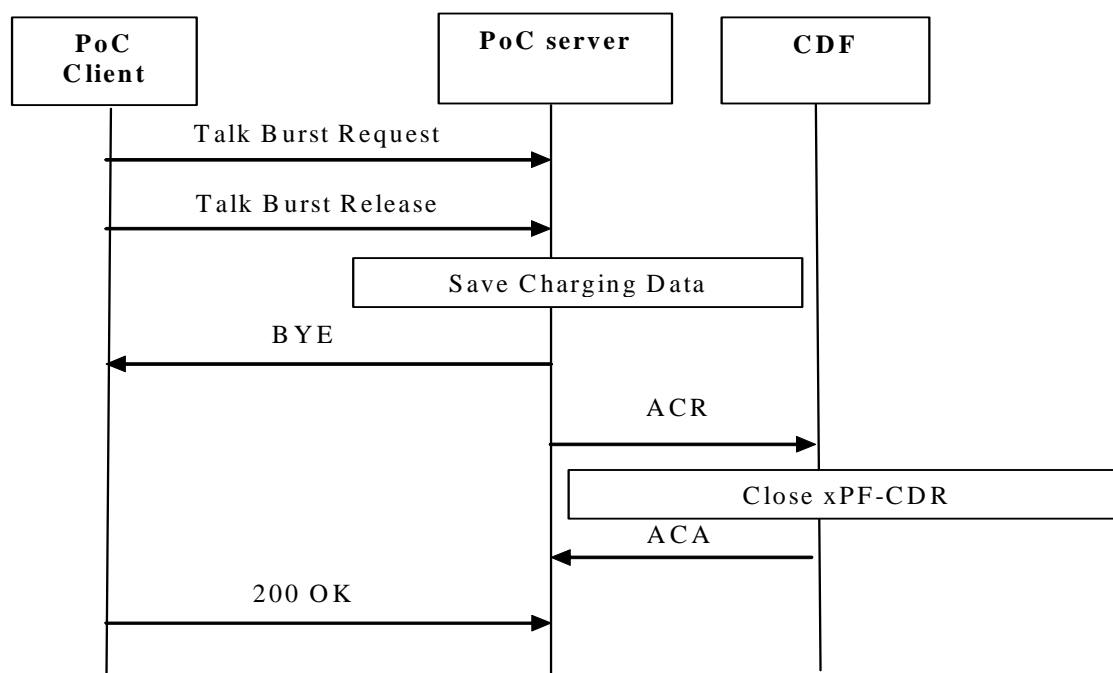 PoC
Client
PoC server
CDF
Talk Burst Request
Talk Burst Release
Save Charging Data
BYE
ACR
Close xPF-CDR
ACA
200 OK